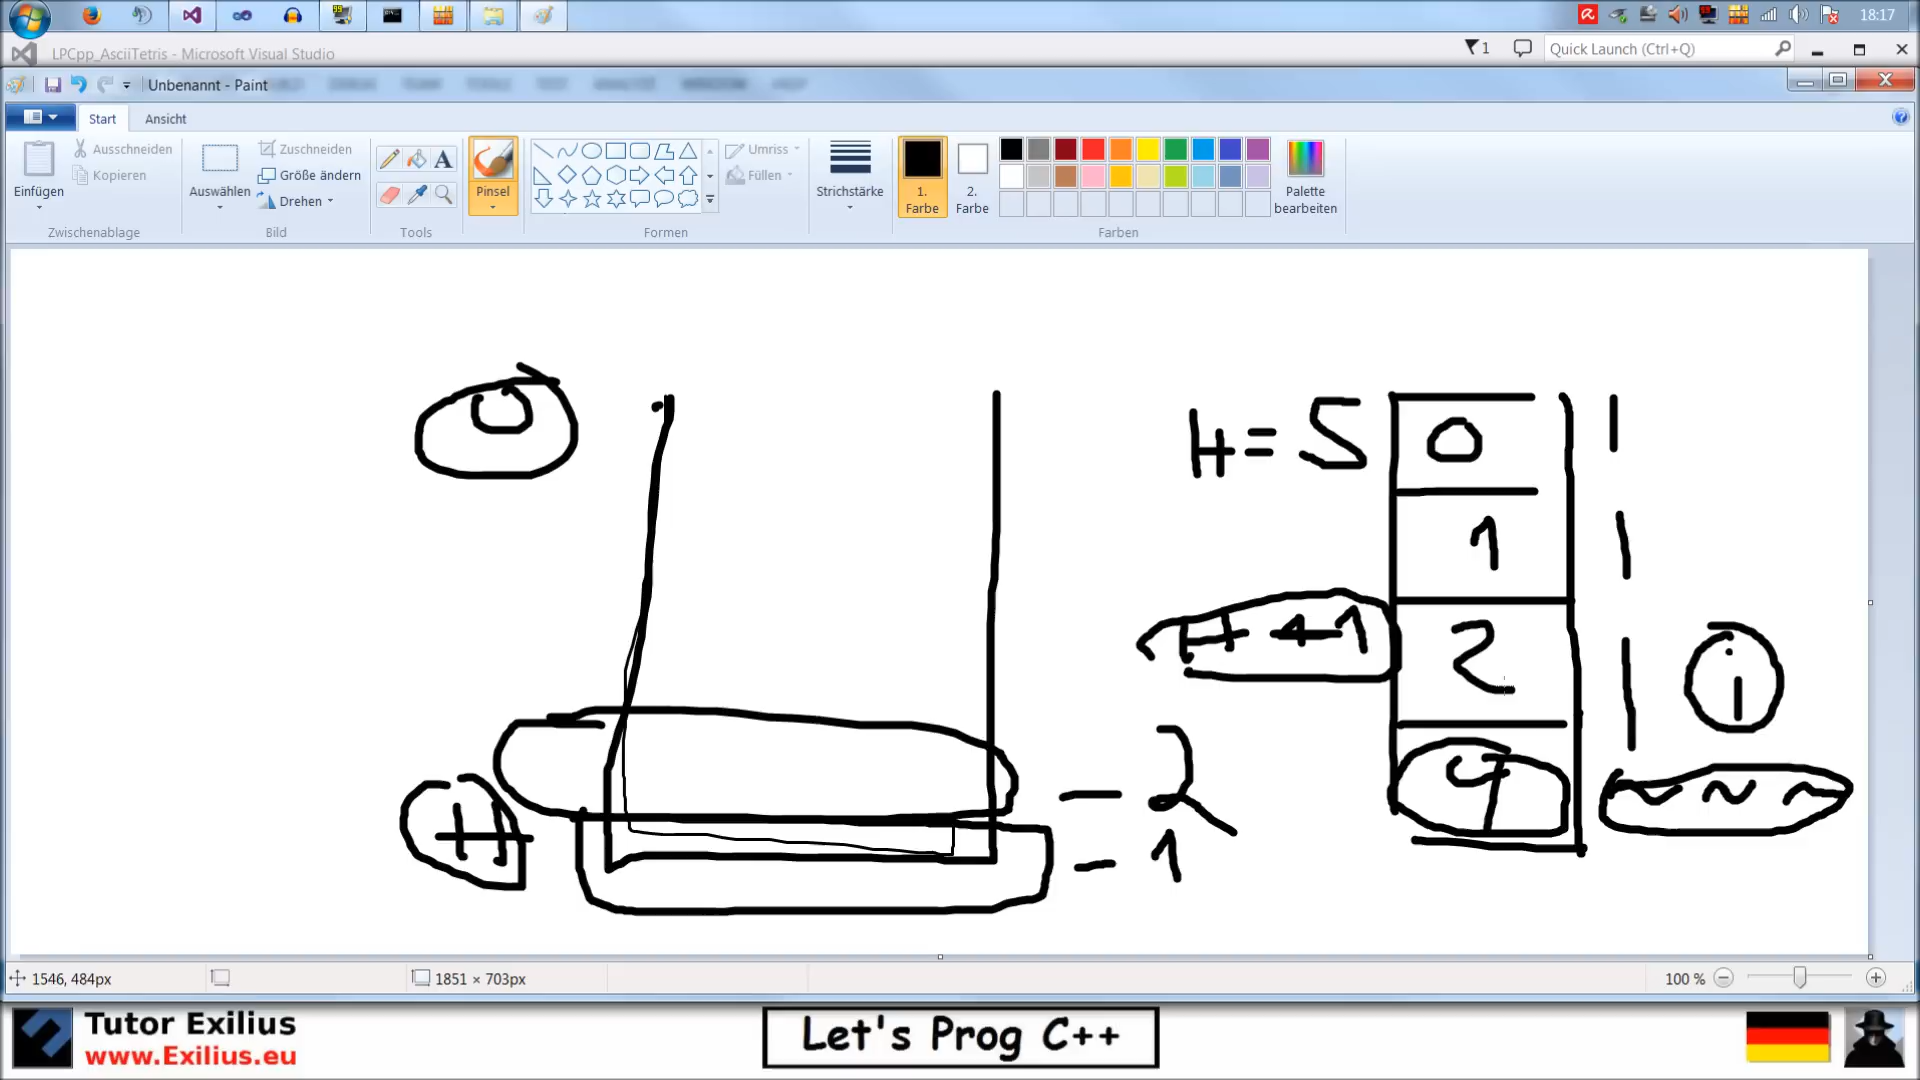 18:17
LPCpp_AsciiTetris - Microsoft Visual Studio
1
Quick Launch (Ctrl+Q)
Unbenannt - Paint
Start
Ansicht
Einfügen
Ausschneiden
Kopieren
Zwischenablage
Auswählen
Zuschneiden
Größe ändern
Drehen
Bild
A
Tools
Pinsel
Formen
Umriss
Füllen
Strichstärke
1. Farbe
2. Farbe
Palette bearbeiten
Farben
0
H = 5
0
1
2
4
H
- 2
- 1
i
1546, 484px
1851 × 703px
100 %
Tutor Exilius
www.Exilius.eu
Let's Prog C++